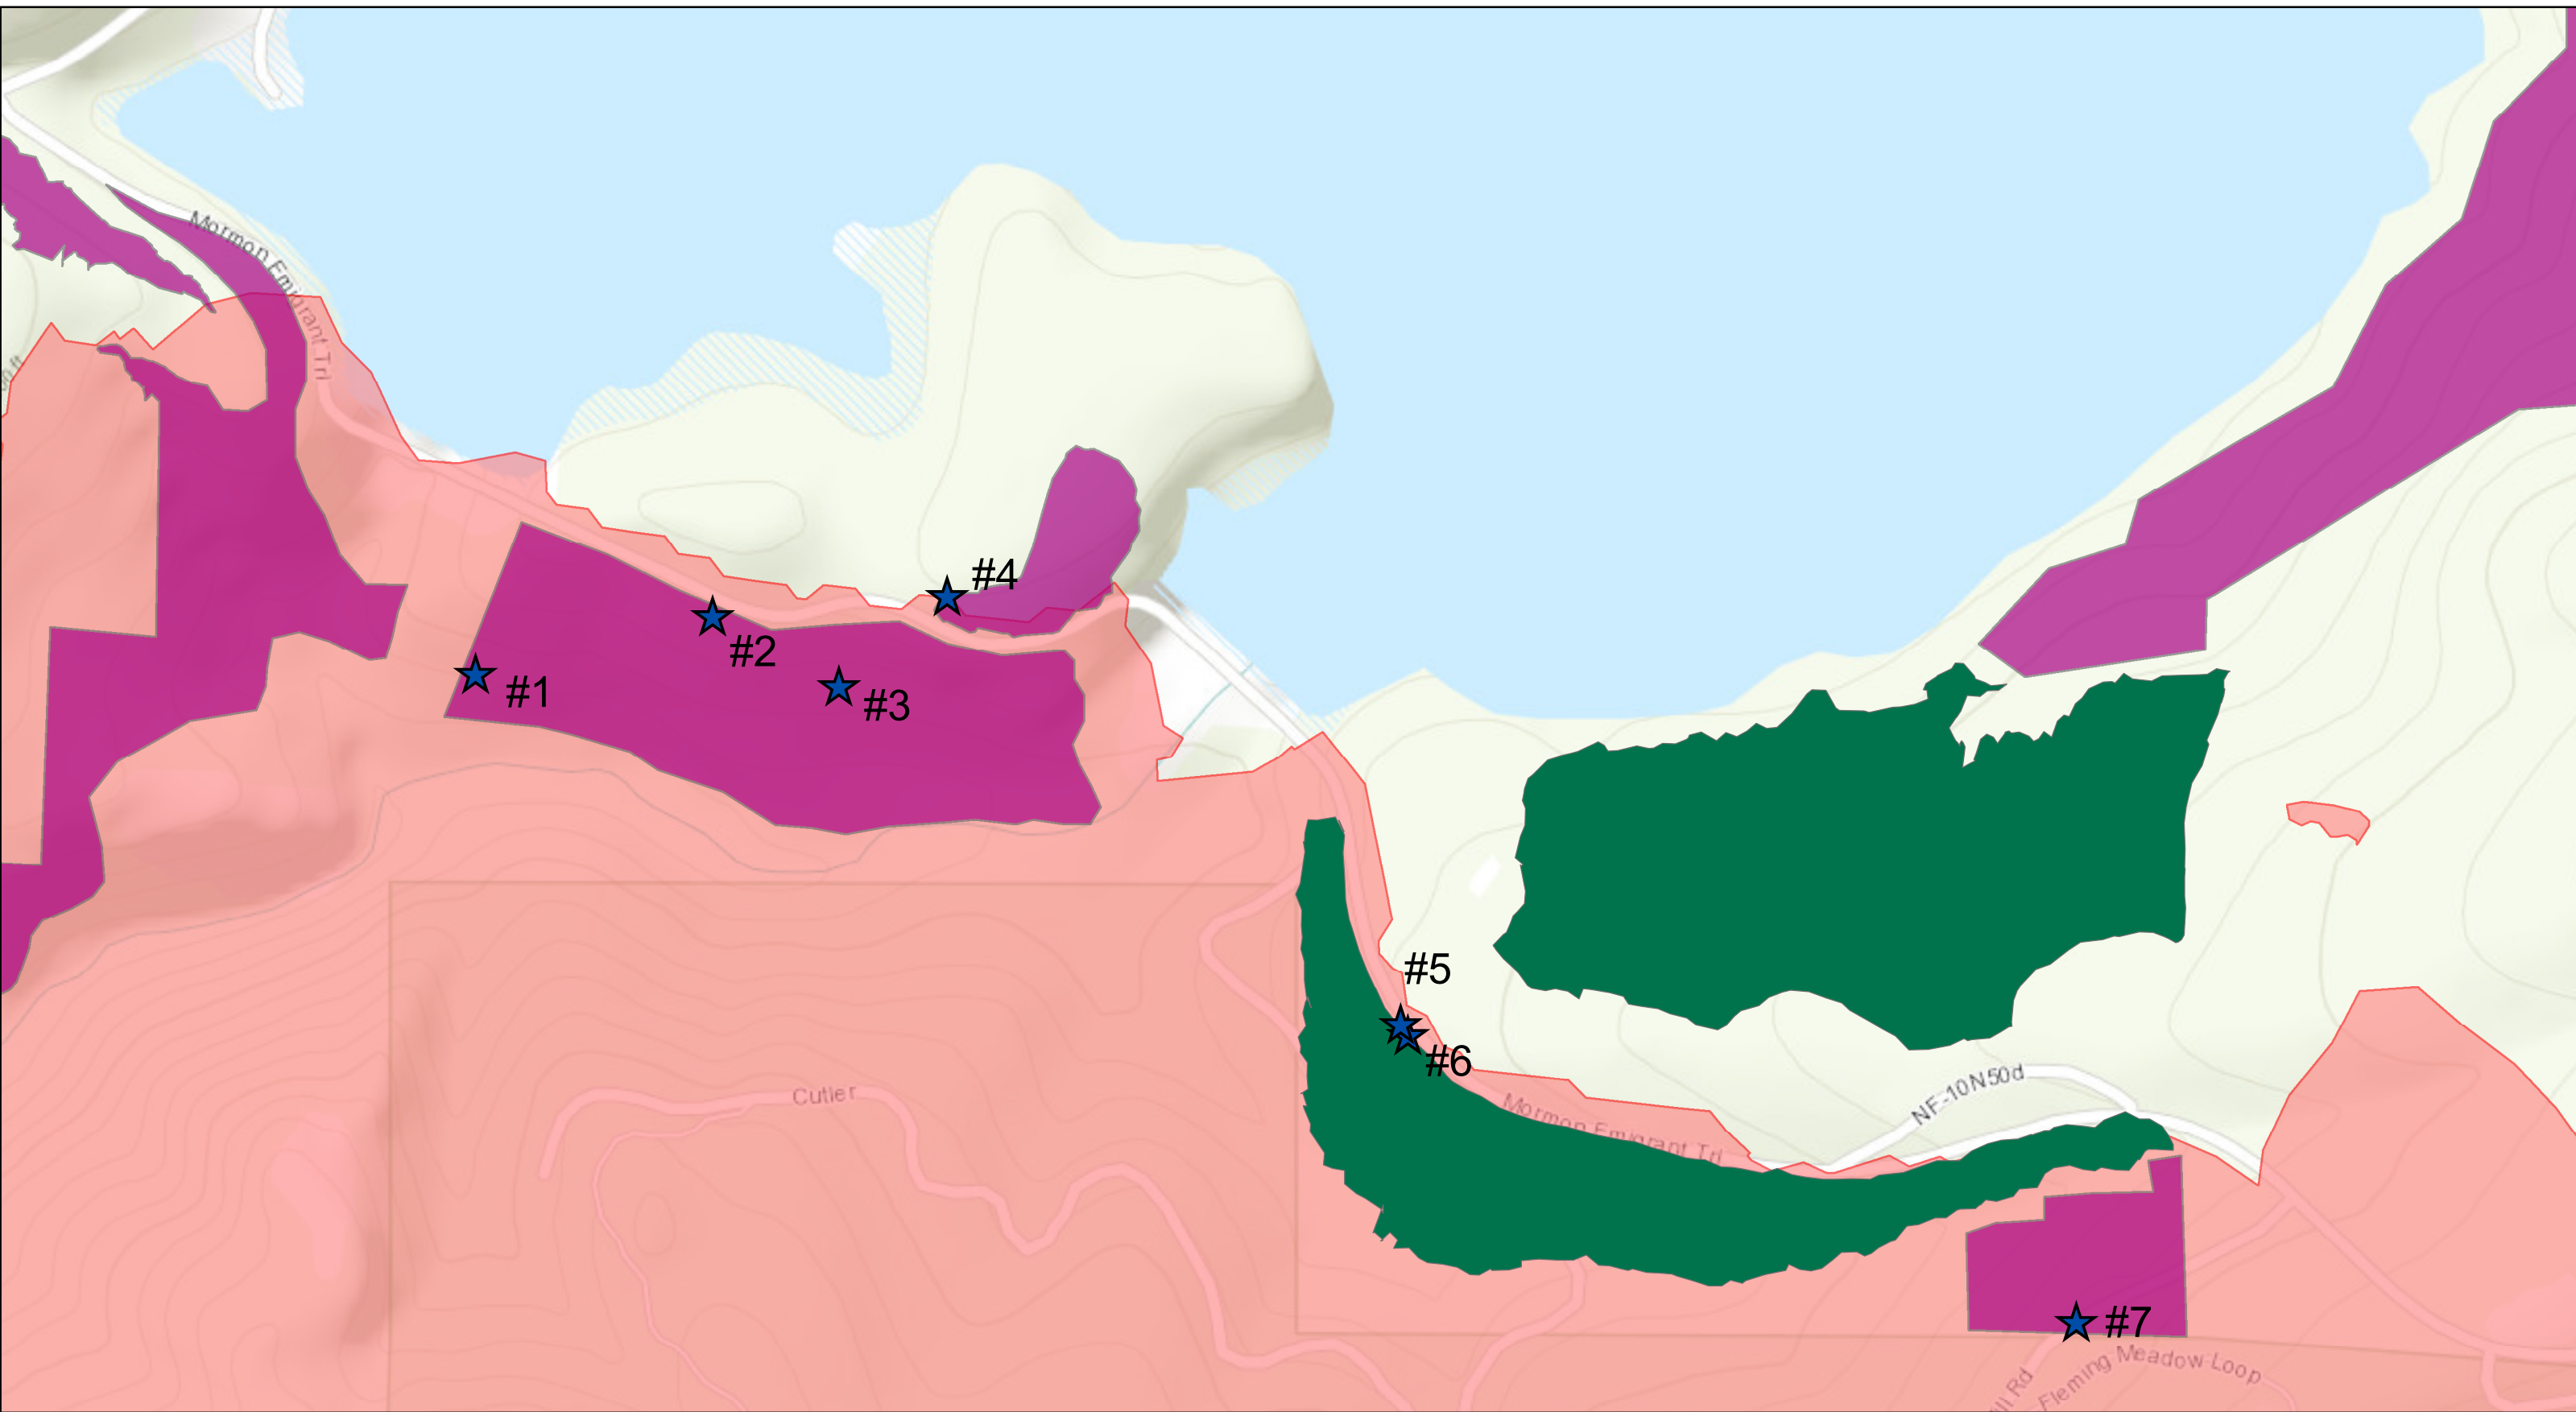 Mormon Emigrant Trl
#4
#2
#1
#3
#5
#6
NF-10N50d
Cutler
Mormon Emigrant Trl
#7
Fleming Meadow Loop
Rd